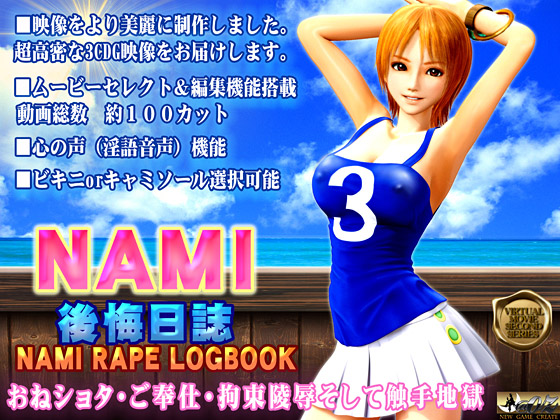 ■映像をより美麗に制作しました。
超高密な3CDCG映像をお届けします。
■ムービーセレクト＆編集機能搭載
動画総数 約１００カット
■心の声（淫語音声）機能
■ビキニorキャミソール選択可能
3
NAMI
後悔日誌
NAMI RAPE LOGBOOK
VIRTUAL
MOVIE
SECOND
SERIES
おねショタ・ご奉仕・拘束陵辱そして触手地獄
NEW GAME CREATE